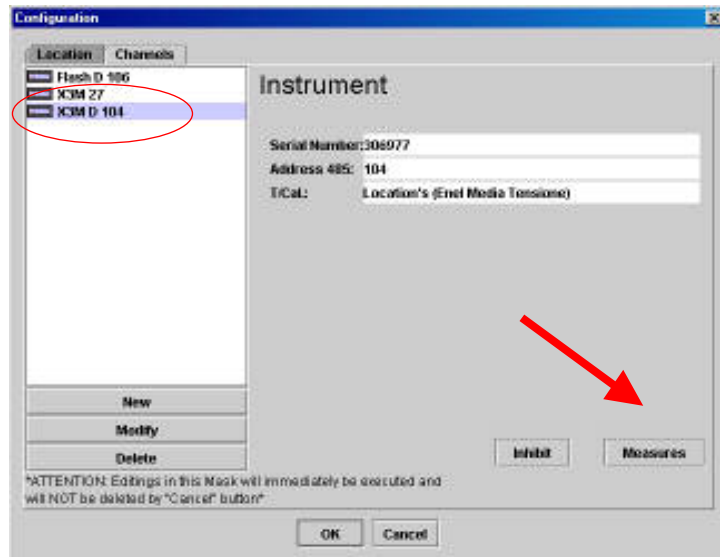 Configuration
Location Channels
Flash D 106
X3M 27
X3M D 104
Instrument
Serial Number: 306977
Address 485: 104
T/Cal.: Location's (Enel Media Tensione)
New
Modify
Delete
Inhibit Measures
*ATTENTION: Editings in this Mask will immediately be executed and
will NOT be deleted by "Cancel" button*
OK Cancel